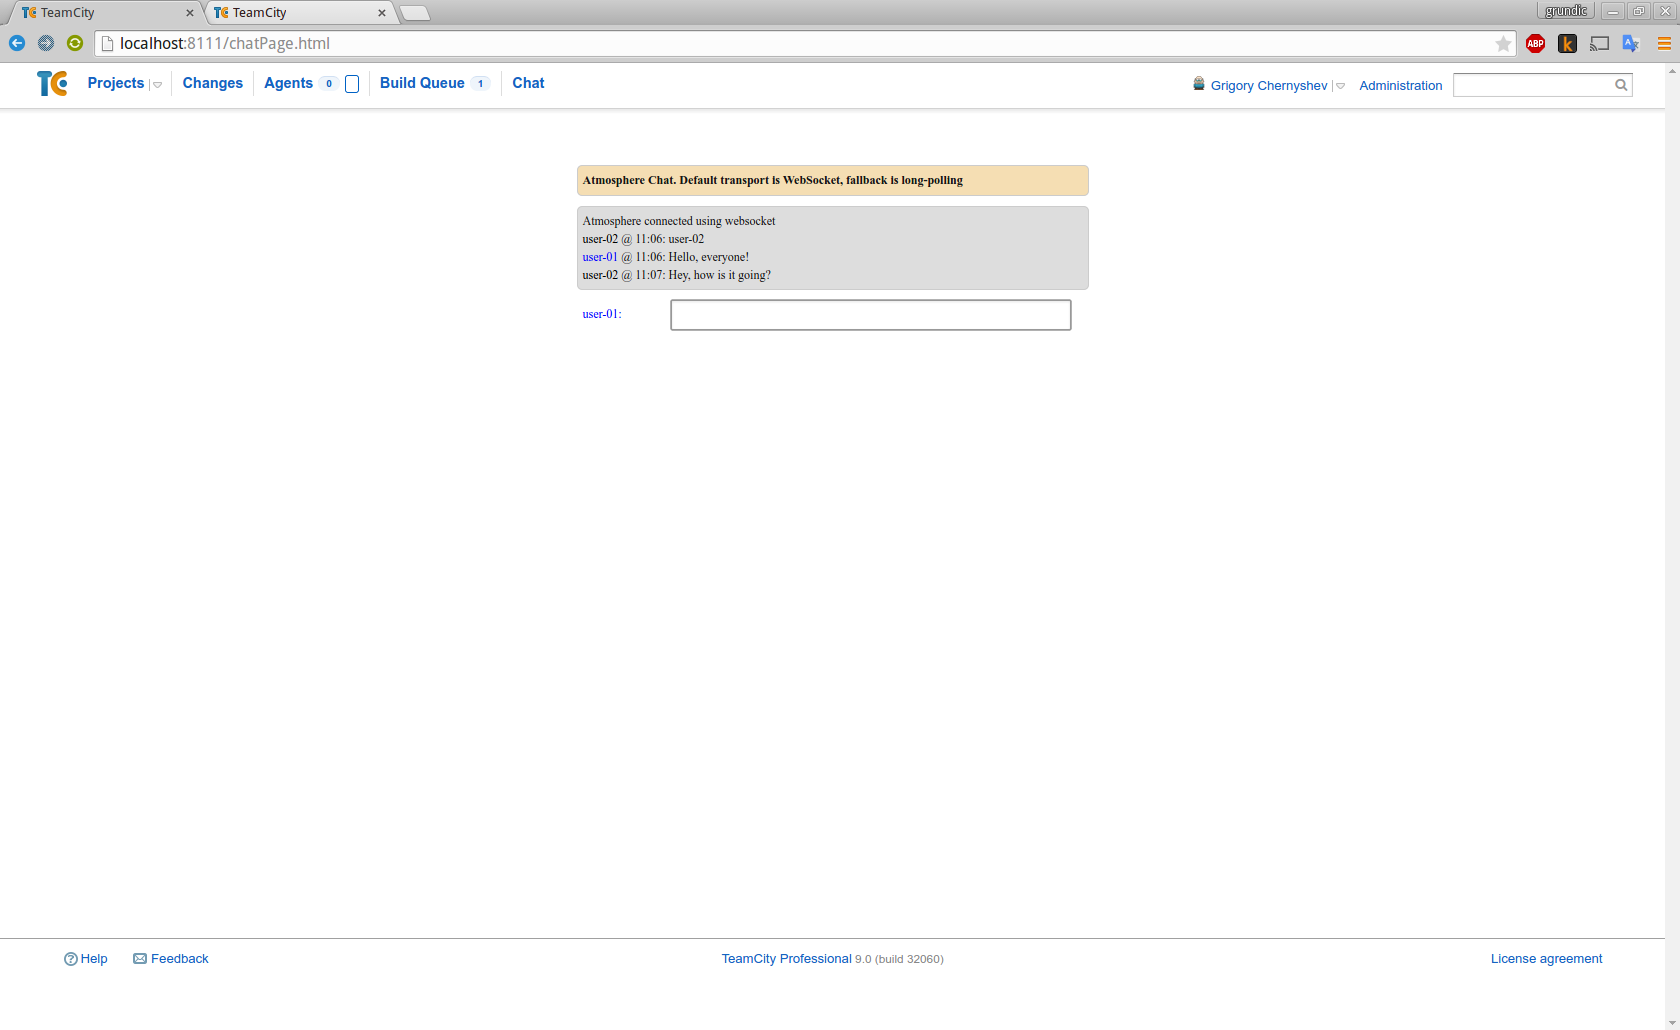 TeamCity
TeamCity
grundic
localhost:8111/chatPage.html
ABP
k
A
TC
Projects
Changes
Agents 0
Build Queue 1
Chat
Grigory Chernyshev
Administration
Atmosphere Chat. Default transport is WebSocket, fallback is long-polling
Atmosphere connected using websocket
user-02 @ 11:06: user-02
user-01 @ 11:06: Hello, everyone!
user-02 @ 11:07: Hey, how is it going?
user-01:
? Help
Feedback
TeamCity Professional 9.0 (build 32060)
License agreement